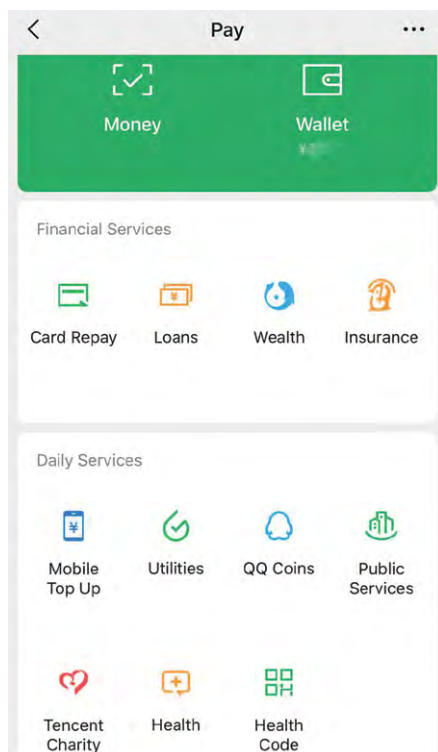 Pay
Money
Wallet
Financial Services
Card Repay
Loans
Wealth
Insurance
Daily Services
Mobile
Top Up
Utilities
QQ Coins
Public
Services
Tencent
Charity
Health
Health
Code